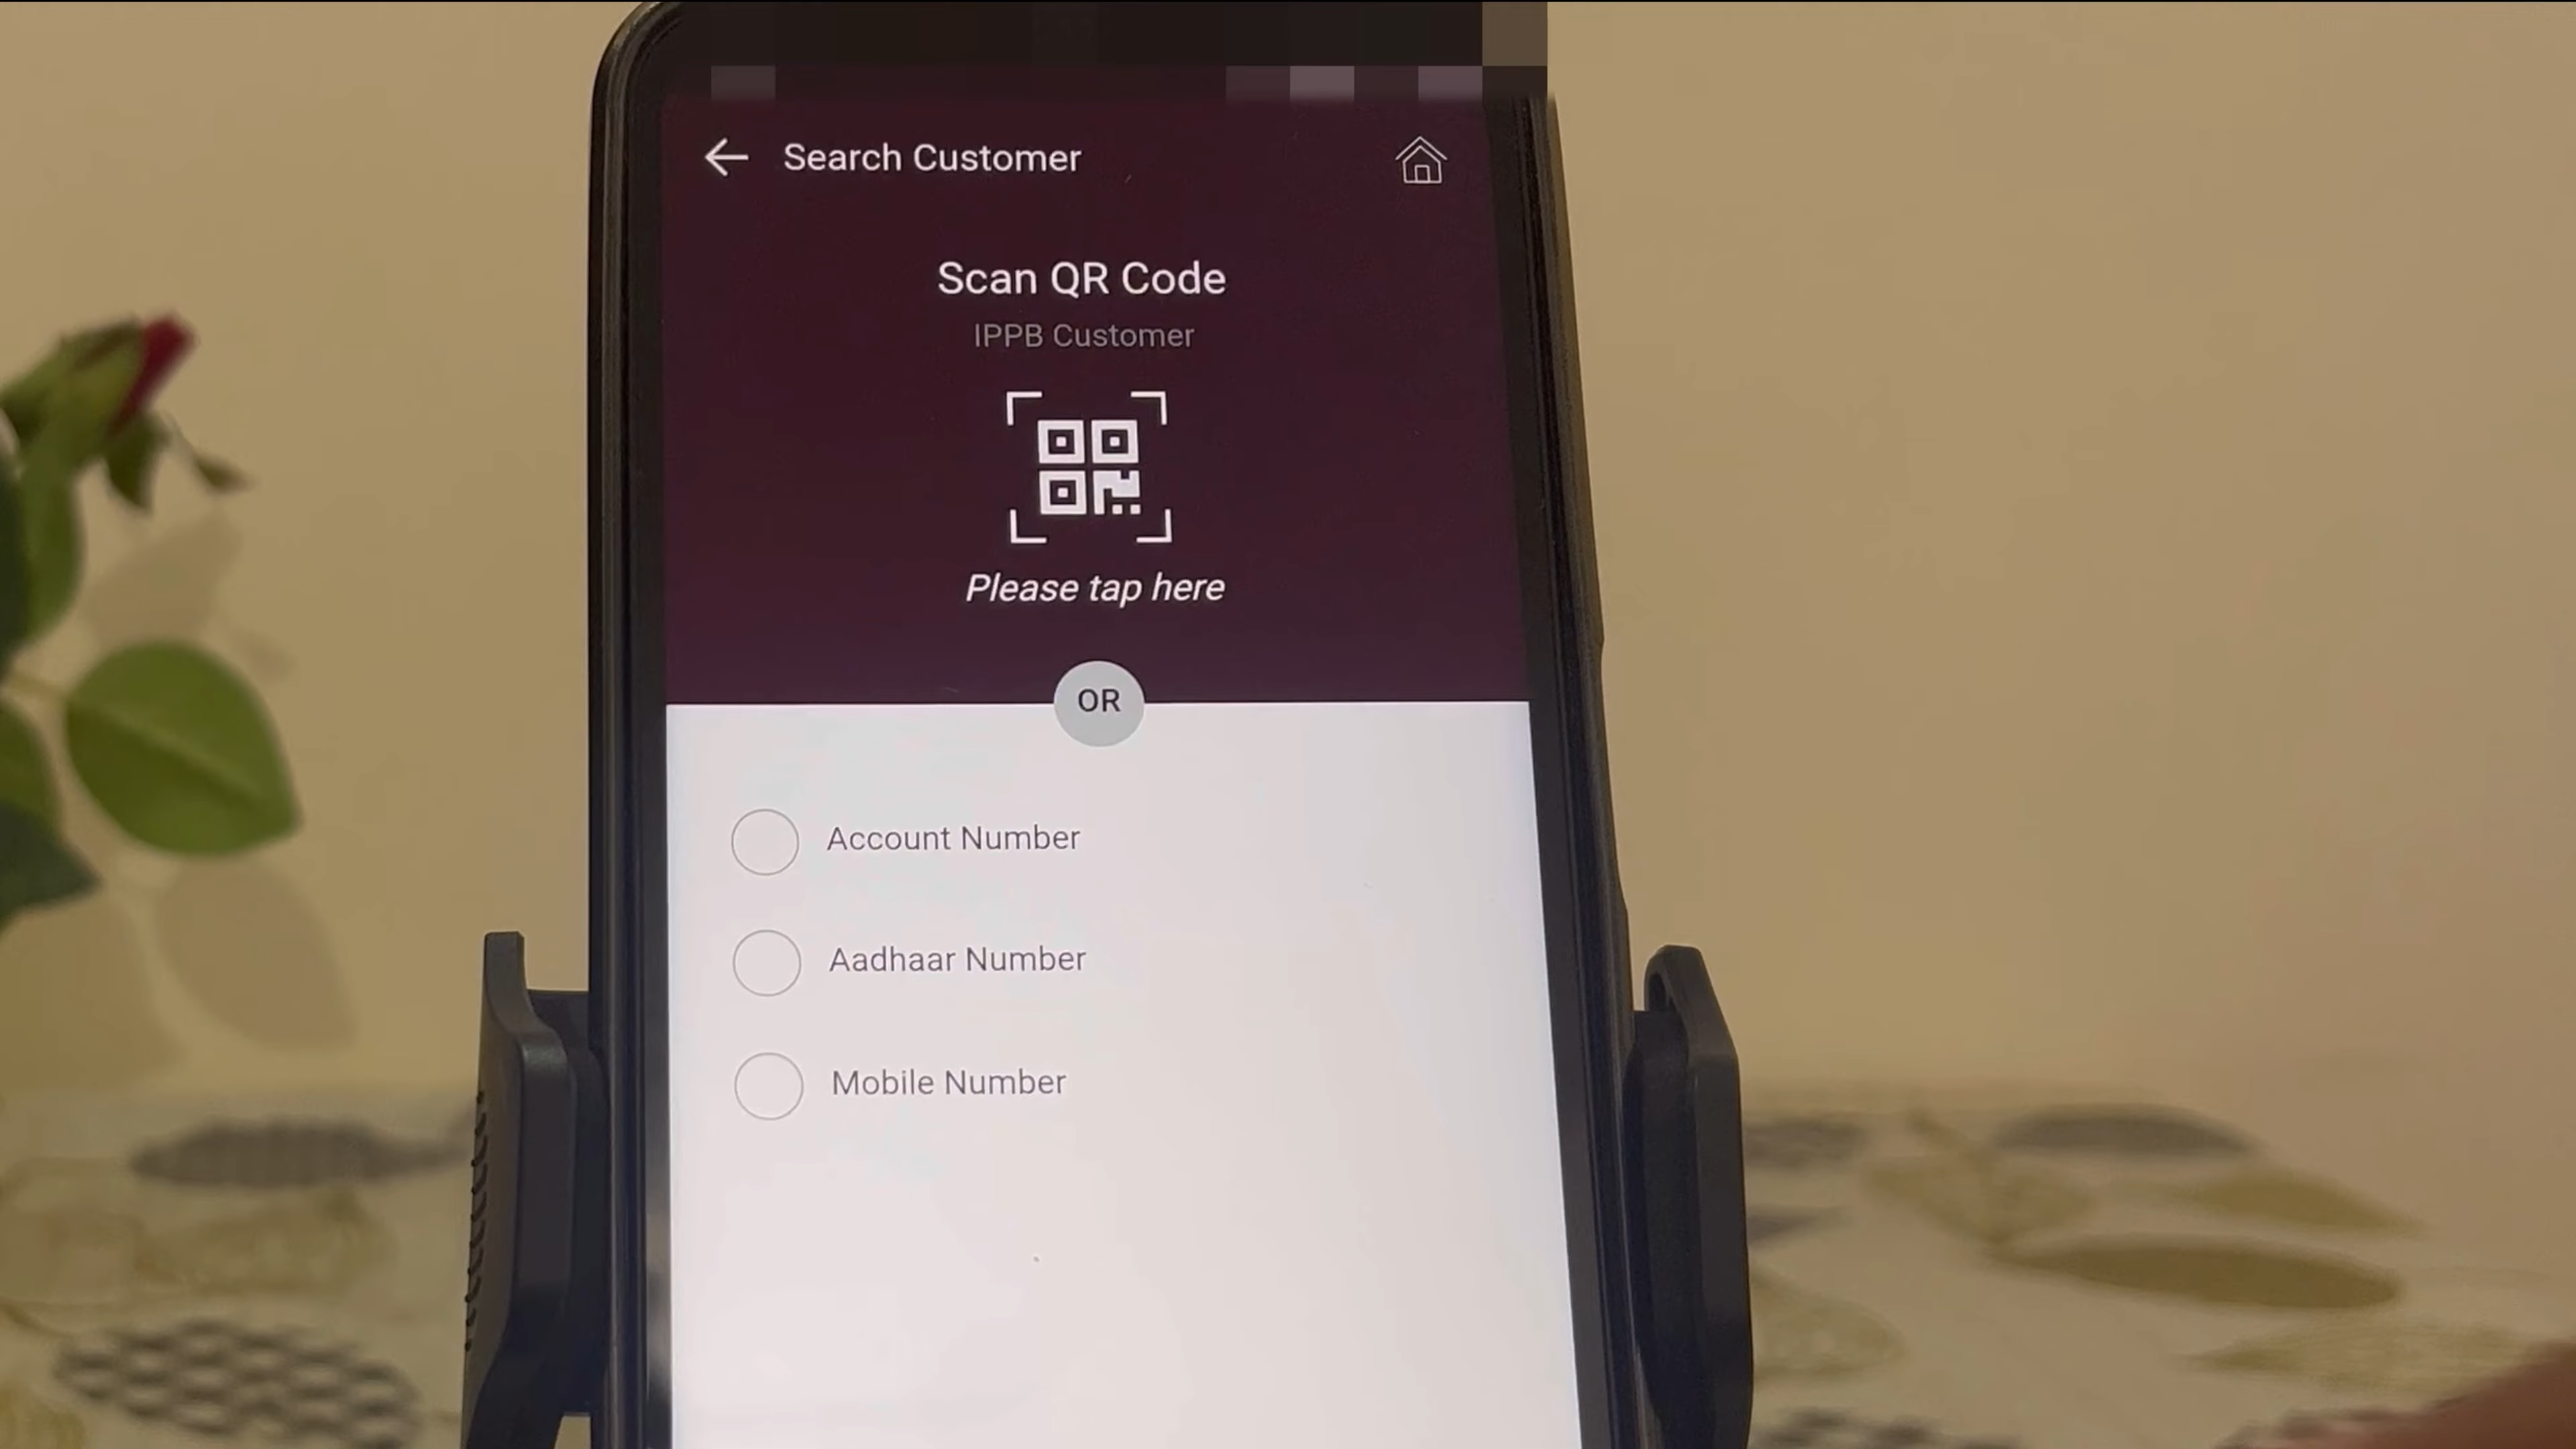 Search Customer
Scan QR Code
IPPB Customer
Please tap here
OR
Account Number
Aadhaar Number
Mobile Number